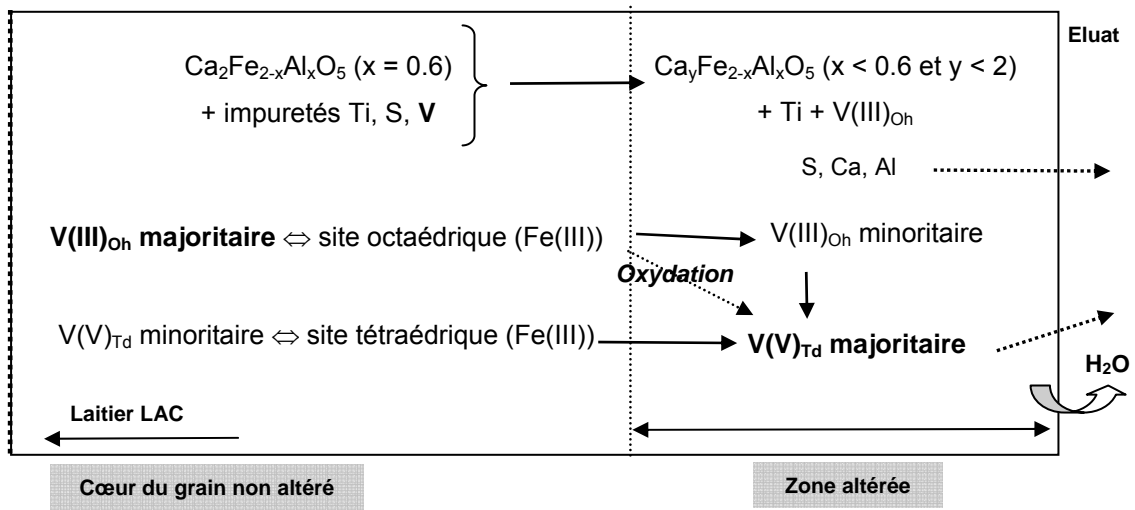 Eluat
Ca₂Fe₂₋ₓAlₓO₅ (x = 0.6)
+ impuretés Ti, S, V
CaᵧFe₂₋ₓAlₓO₅ (x < 0.6 et y < 2)
+ Ti + V(III)Oh
S, Ca, Al
V(III)Oh majoritaire ⇔ site octaédrique (Fe(III))
V(III)Oh minoritaire
Oxydation
V(V)Td minoritaire ⇔ site tétraédrique (Fe(III))
V(V)Td majoritaire
H₂O
Laitier LAC
Cœur du grain non altéré
Zone altérée